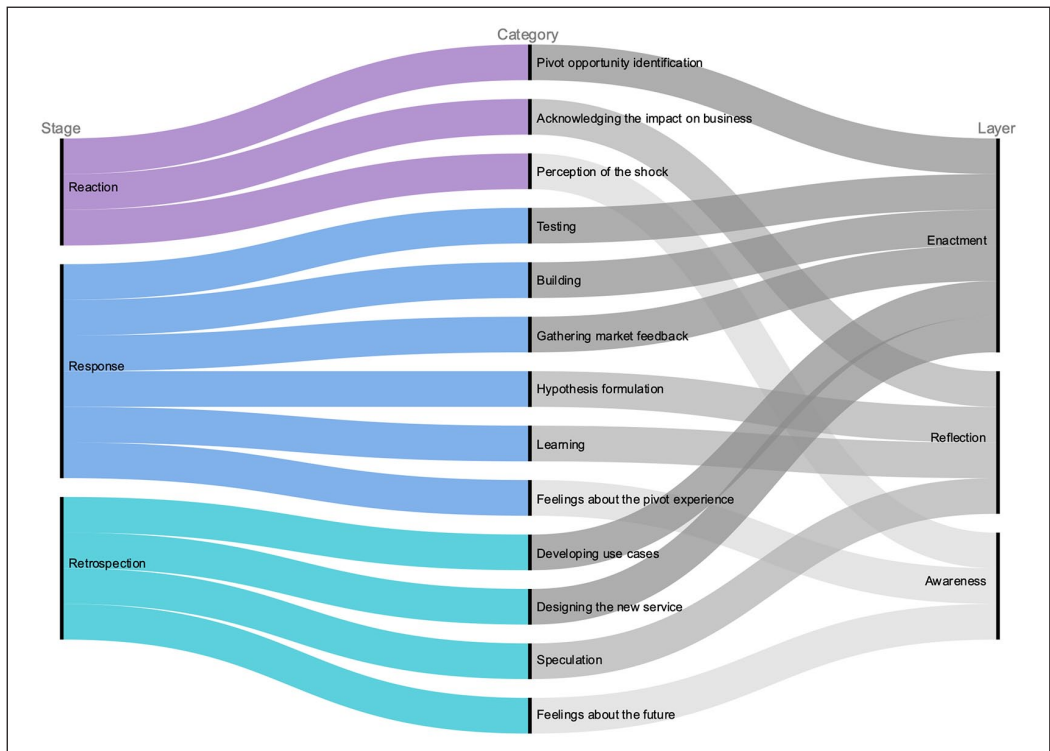 Category
Stage
Layer
Pivot opportunity identification
Acknowledging the impact on business
Perception of the shock
Reaction
Testing
Enactment
Building
Gathering market feedback
Response
Hypothesis formulation
Reflection
Learning
Feelings about the pivot experience
Developing use cases
Retrospection
Awareness
Designing the new service
Speculation
Feelings about the future